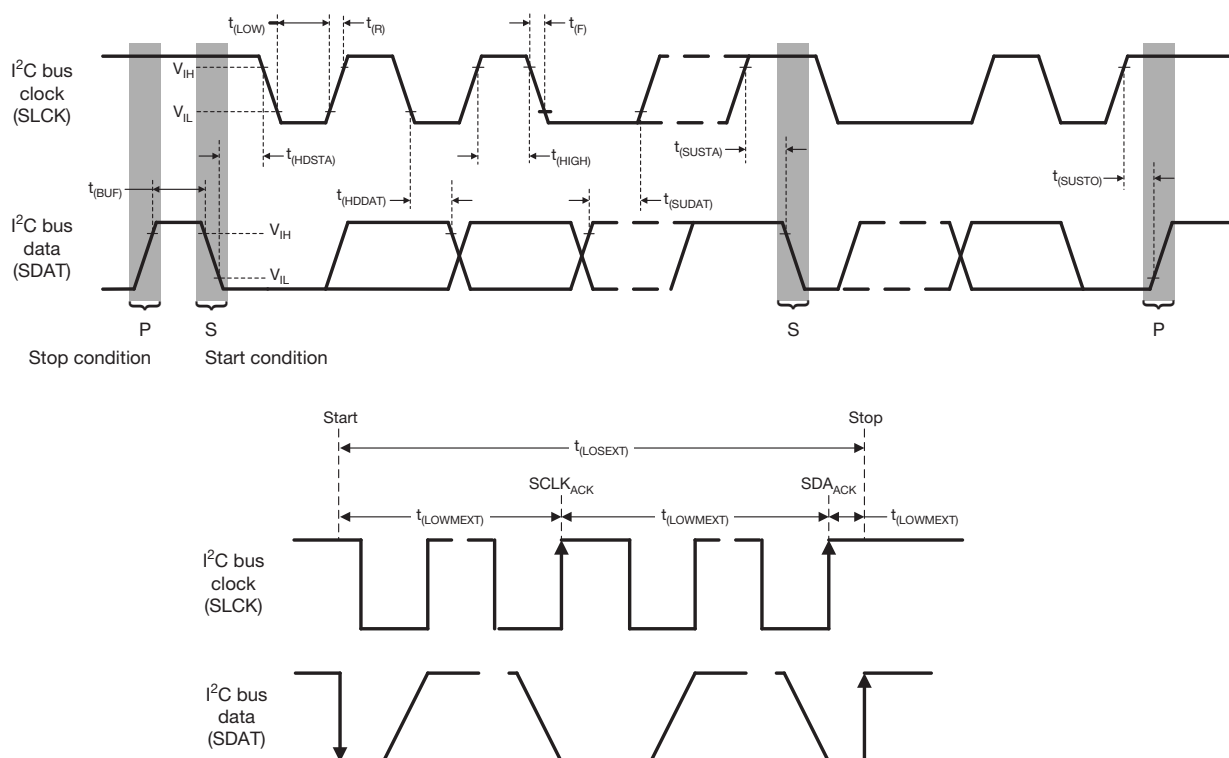 t(LOW) t(R) t(F)
I²C bus
clock
(SLCK)
VIH
VIL
t(HDSTA) t(HIGH) t(SUSTA)
t(BUF) t(HDDAT) t(SUDAT) t(SUSTO)
I²C bus
data
(SDAT)
VIH
VIL
P S S P
Stop condition Start condition
Start Stop
t(LOSEXT)
SCLKACK SDAACK
t(LOWMEXT) t(LOWMEXT) t(LOWMEXT)
I²C bus
clock
(SLCK)
I²C bus
data
(SDAT)